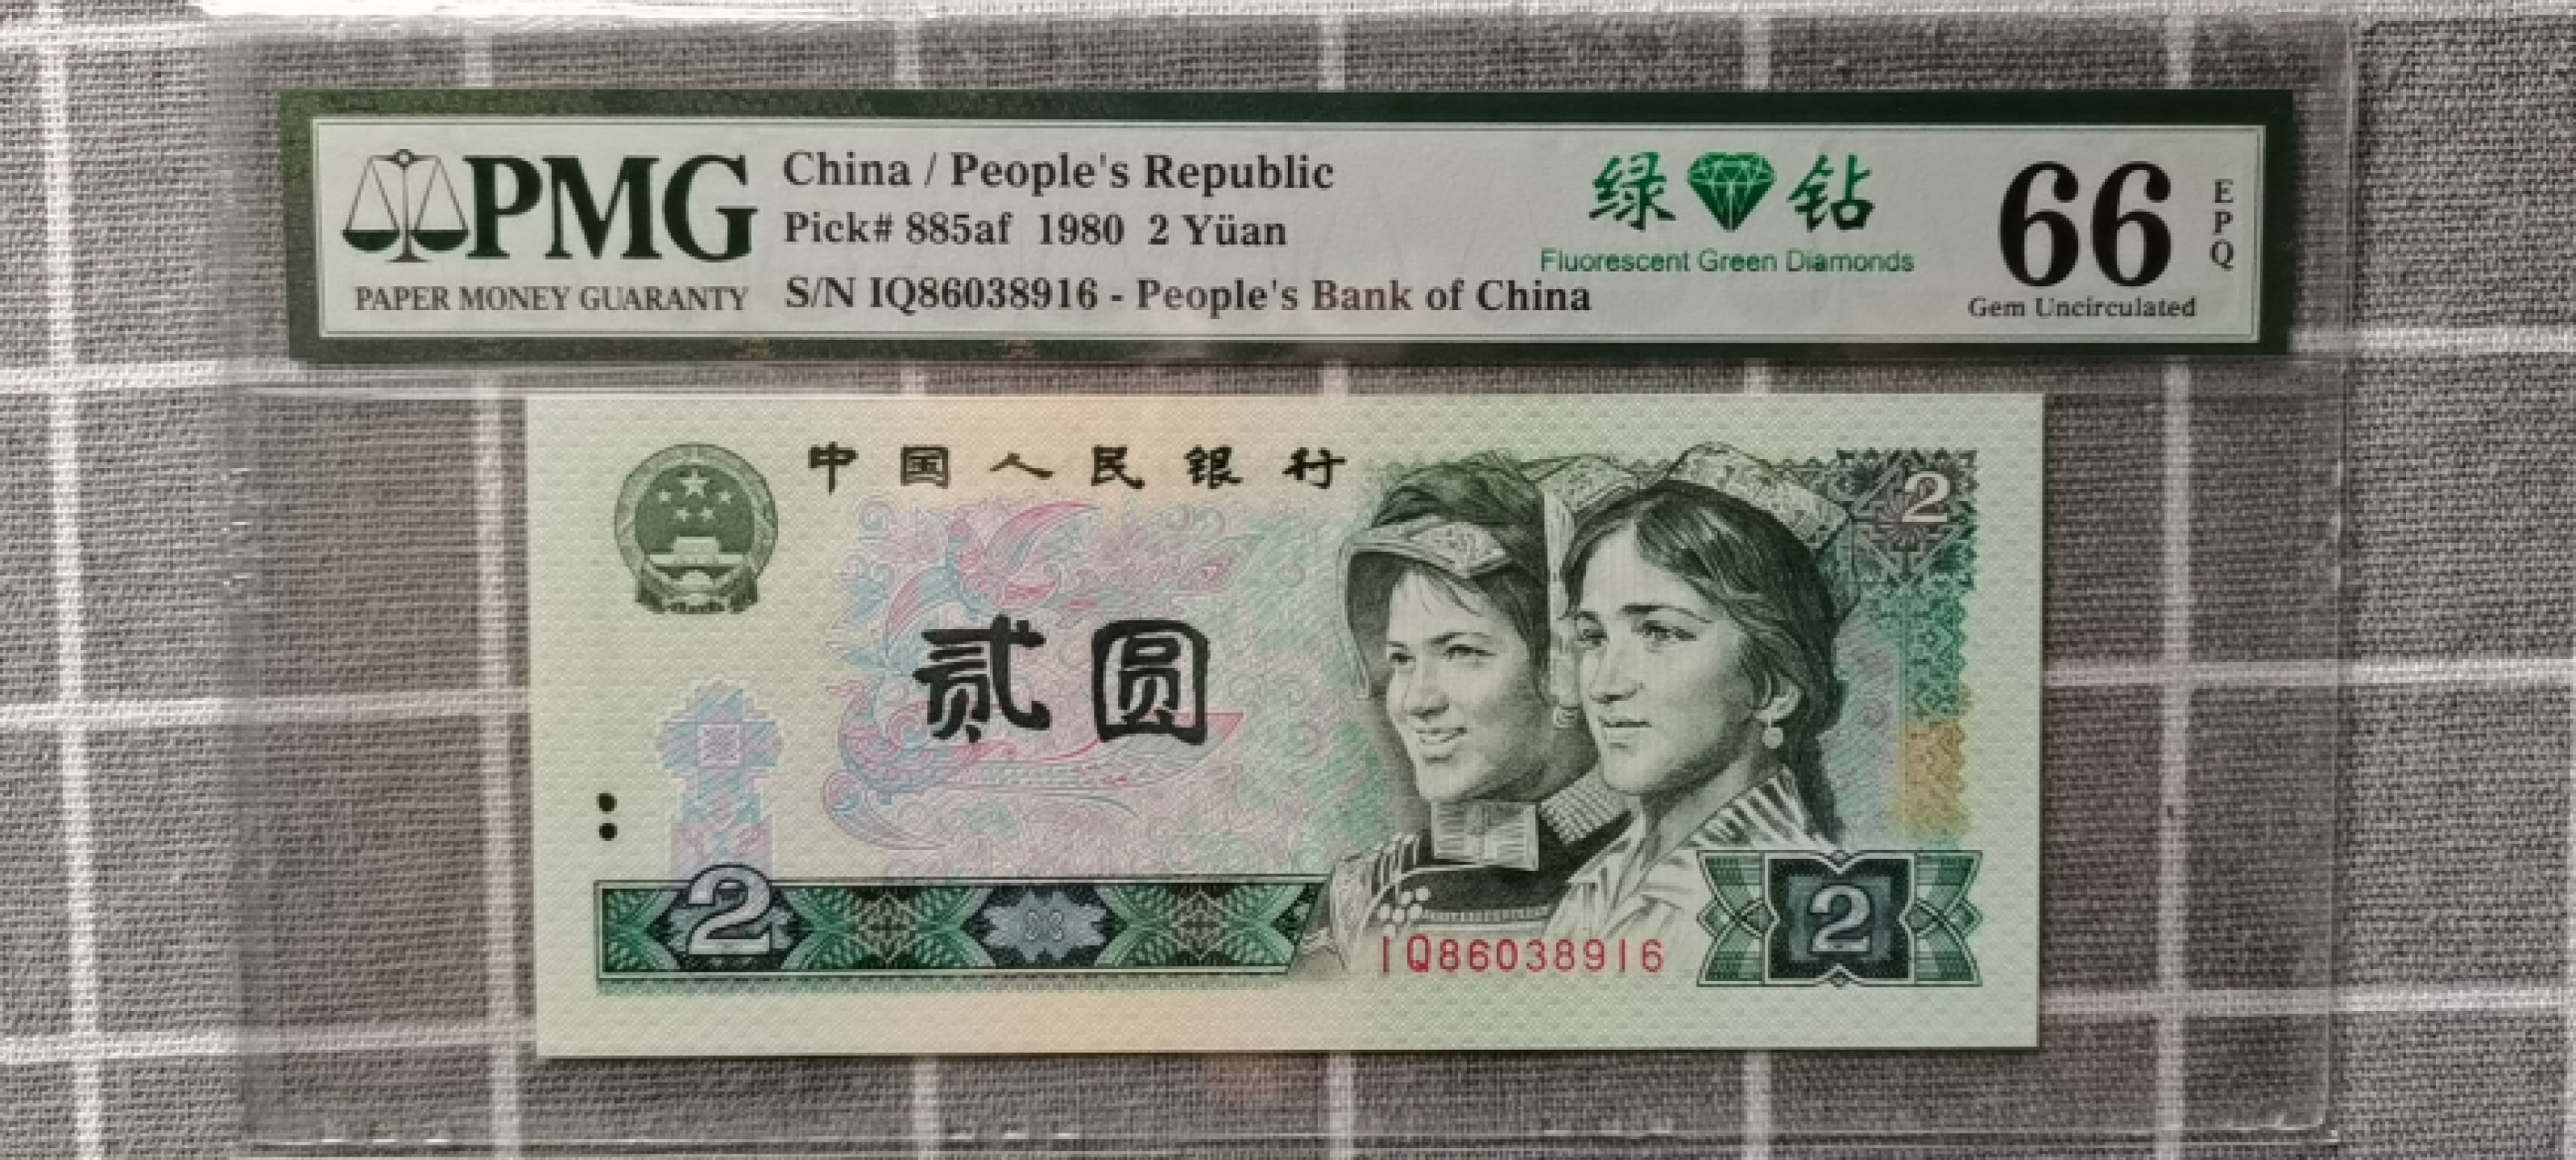 PMG
PAPER MONEY GUARANTY
China / People's Republic
Pick# 885af 1980 2 Yüan
S/N IQ86038916 - People's Bank of China
绿钻
Fluorescent Green Diamonds
66
EPQ
Gem Uncirculated
中国人民银行
2
贰圆
2
IQ86038916
2